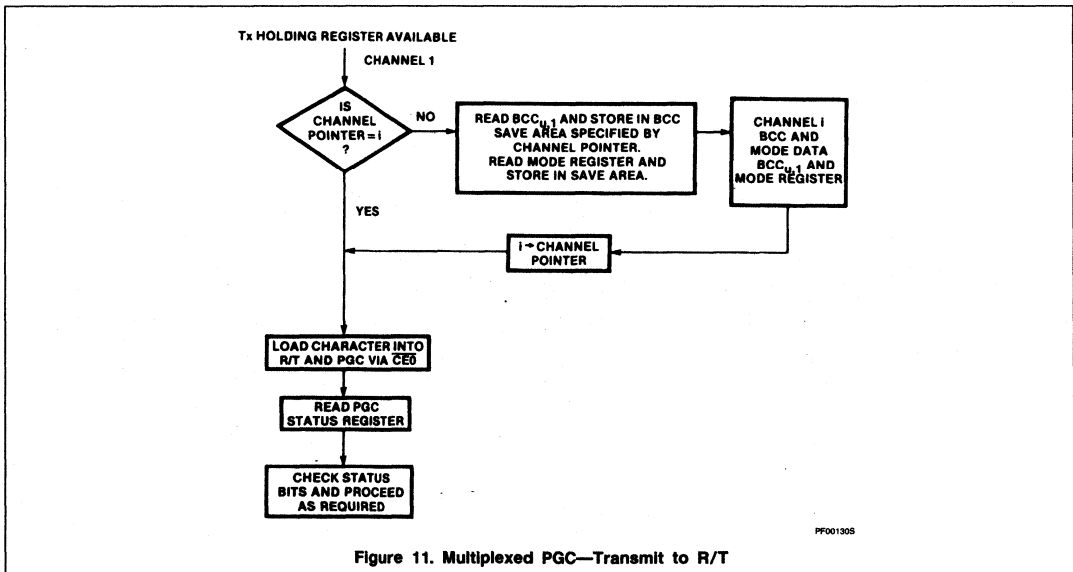 Tx HOLDING REGISTER AVAILABLE
CHANNEL 1
IS
CHANNEL
POINTER = i
?
NO
READ BCCu,1 AND STORE IN BCC
SAVE AREA SPECIFIED BY
CHANNEL POINTER.
READ MODE REGISTER AND
STORE IN SAVE AREA.
CHANNEL i
BCC AND
MODE DATA
BCCu,1 AND
MODE REGISTER
YES
i→CHANNEL
POINTER
LOAD CHARACTER INTO
R/T AND PGC VIA C̅E̅0̅
READ PGC
STATUS REGISTER
CHECK STATUS
BITS AND PROCEED
AS REQUIRED
PF00130S
Figure 11. Multiplexed PGC—Transmit to R/T